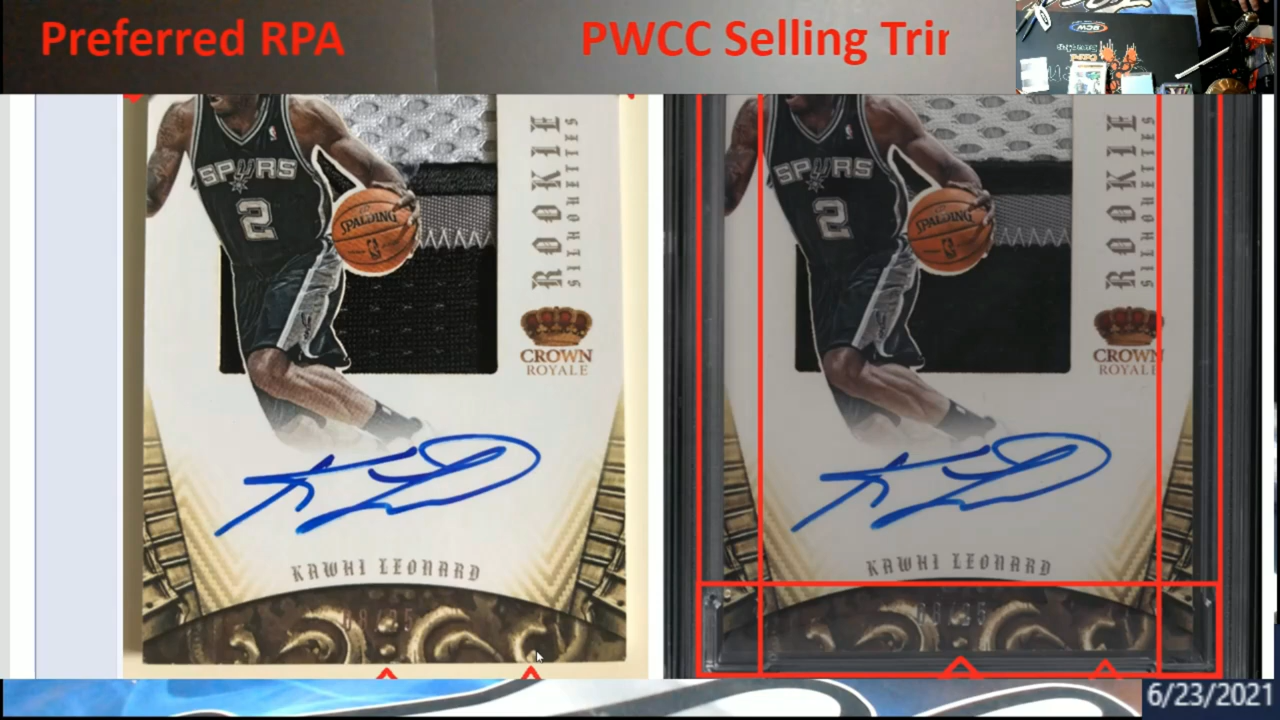 Preferred RPA
PWCC Selling Trir
SPURS
2
SPALDING
ROOKIE
SILHOUETTES
CROWN
ROYALE
KAWHI LEONARD
SPURS
2
SPALDING
ROOKIE
SILHOUETTES
CROWN
ROYALE
KAWHI LEONARD
6/23/2021